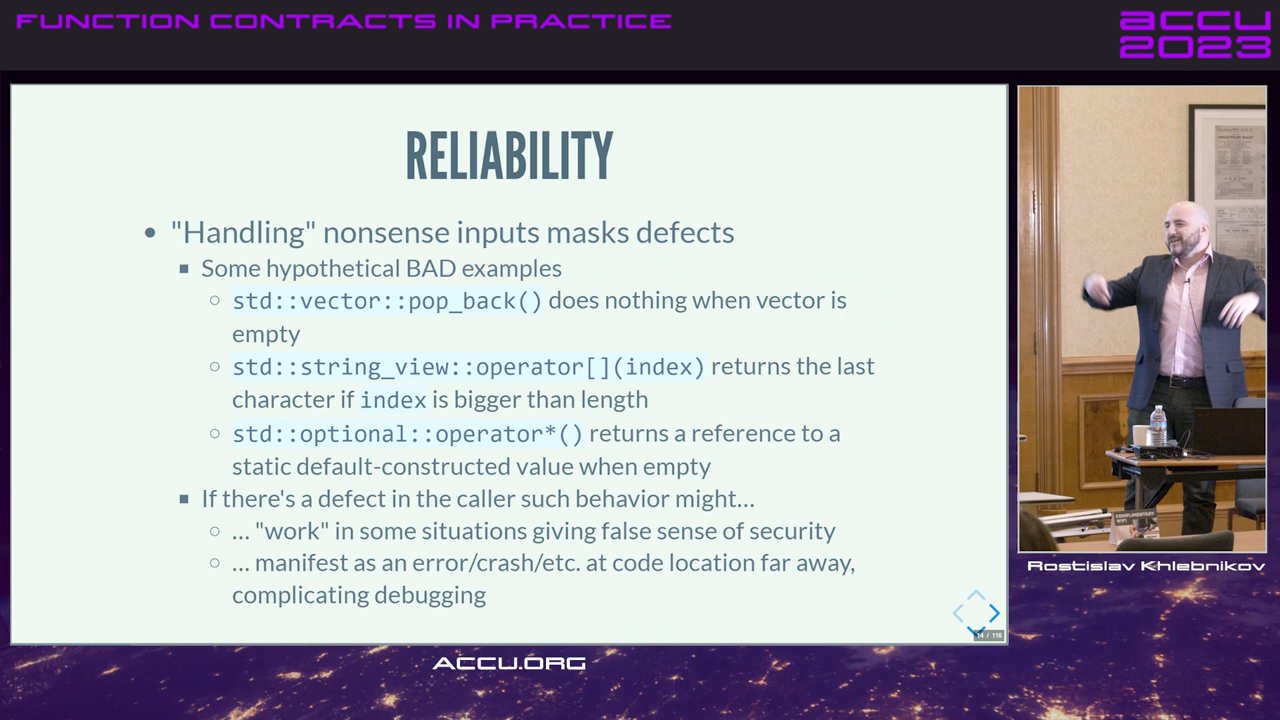 FUNCTION CONTRACTS IN PRACTICE
accu
2023
RELIABILITY
• "Handling" nonsense inputs masks defects
▪ Some hypothetical BAD examples
○ std::vector::pop_back() does nothing when vector is
empty
○ std::string_view::operator[](index) returns the last
character if index is bigger than length
○ std::optional::operator*() returns a reference to a
static default-constructed value when empty
▪ If there's a defect in the caller such behavior might...
○ ... "work" in some situations giving false sense of security
○ ... manifest as an error/crash/etc. at code location far away,
complicating debugging
14 / 116
COMPLIMENTARY
WIFI
Rostislav Khlebnikov
ACCU.ORG